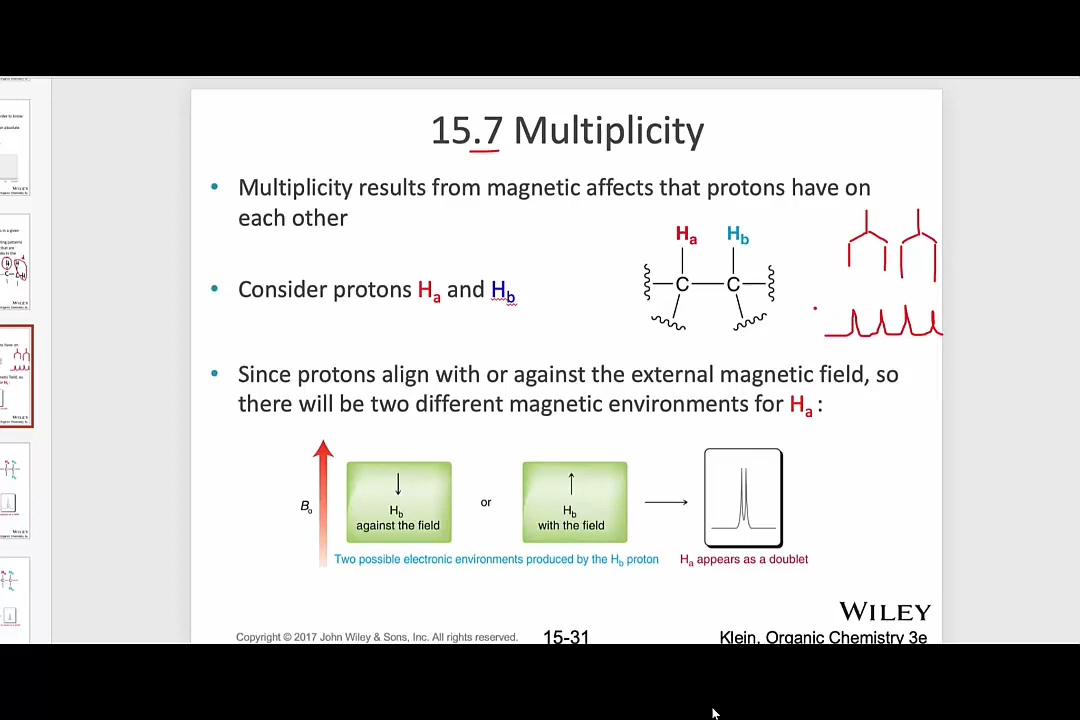 15.7 Multiplicity
• Multiplicity results from magnetic affects that protons have on
each other
Ha Hb
C C
• Consider protons Ha and Hb
• Since protons align with or against the external magnetic field, so
there will be two different magnetic environments for Ha :
Bo
Hb
against the field
or
Hb
with the field
Two possible electronic environments produced by the Hb proton
Ha appears as a doublet
WILEY
Copyright © 2017 John Wiley & Sons, Inc. All rights reserved.
15-31
Klein, Organic Chemistry 3e